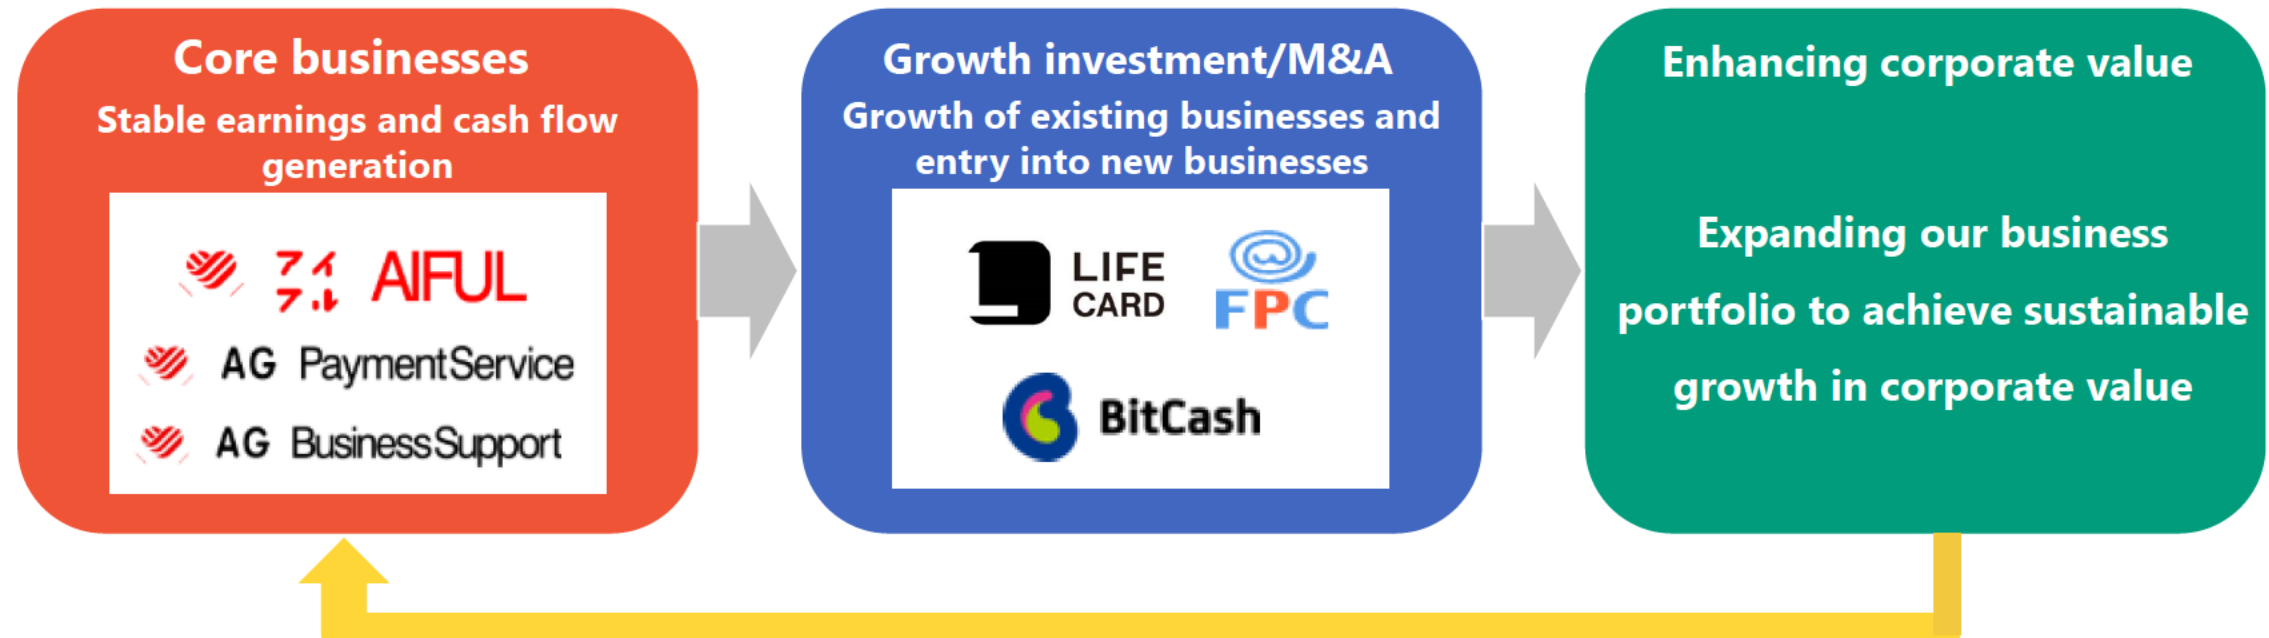 Core businesses
Stable earnings and cash flow
generation
アイ
フル
AIFUL
AG PaymentService
AG BusinessSupport
Growth investment/M&A
Growth of existing businesses and
entry into new businesses
LIFE
CARD
FPC
BitCash
Enhancing corporate value
Expanding our business
portfolio to achieve sustainable
growth in corporate value